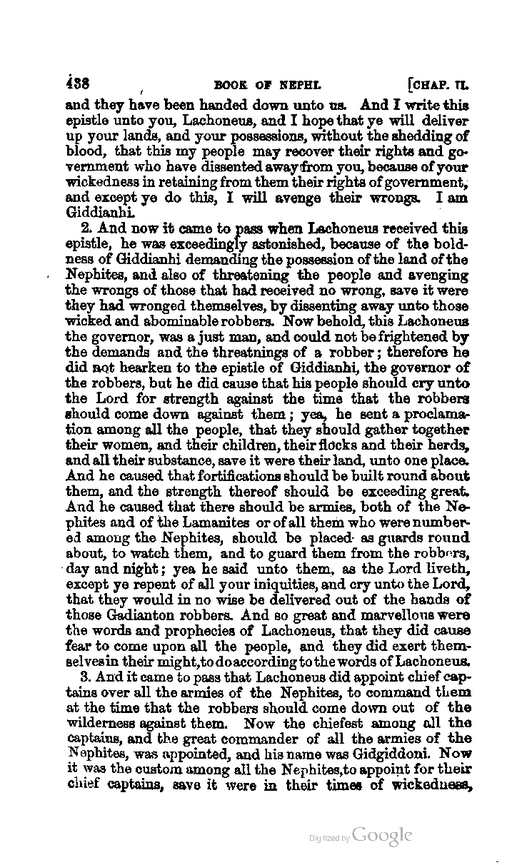 438 BOOK OF NEPHI. [CHAP. II.
and they have been handed down unto us. And I write this
epistle unto you, Lachoneus, and I hope that ye will deliver
up your lands, and your possessions, without the shedding of
blood, that this my people may recover their rights and go-
vernment who have dissented away from you, because of your
wickedness in retaining from them their rights of government,
and except ye do this, I will avenge their wrongs. I am
Giddianhi.
2. And now it came to pass when Lachoneus received this
epistle, he was exceedingly astonished, because of the bold-
ness of Giddianhi demanding the possession of the land of the
Nephites, and also of threatening the people and avenging
the wrongs of those that had received no wrong, save it were
they had wronged themselves, by dissenting away unto those
wicked and abominable robbers. Now behold, this Lachoneus
the governor, was a just man, and could not be frightened by
the demands and the threatnings of a robber; therefore he
did not hearken to the epistle of Giddianhi, the governor of
the robbers, but he did cause that his people should cry unto
the Lord for strength against the time that the robbers
should come down against them; yea, he sent a proclama-
tion among all the people, that they should gather together
their women, and their children, their flocks and their herds,
and all their substance, save it were their land, unto one place.
And he caused that fortifications should be built round about
them, and the strength thereof should be exceeding great.
And he caused that there should be armies, both of the Ne-
phites and of the Lamanites or of all them who were number-
ed among the Nephites, should be placed as guards round
about, to watch them, and to guard them from the robbers,
day and night; yea he said unto them, as the Lord liveth,
except ye repent of all your iniquities, and cry unto the Lord,
that they would in no wise be delivered out of the hands of
those Gadianton robbers. And so great and marvellous were
the words and prophecies of Lachoneus, that they did cause
fear to come upon all the people, and they did exert them-
selves in their might, to do according to the words of Lachoneus.
3. And it came to pass that Lachoneus did appoint chief cap-
tains over all the armies of the Nephites, to command them
at the time that the robbers should come down out of the
wilderness against them. Now the chiefest among all the
captains, and the great commander of all the armies of the
Nephites, was appointed, and his name was Gidgiddoni. Now
it was the custom among all the Nephites, to appoint for their
chief captains, save it were in their times of wickedness,
Digitized by Google